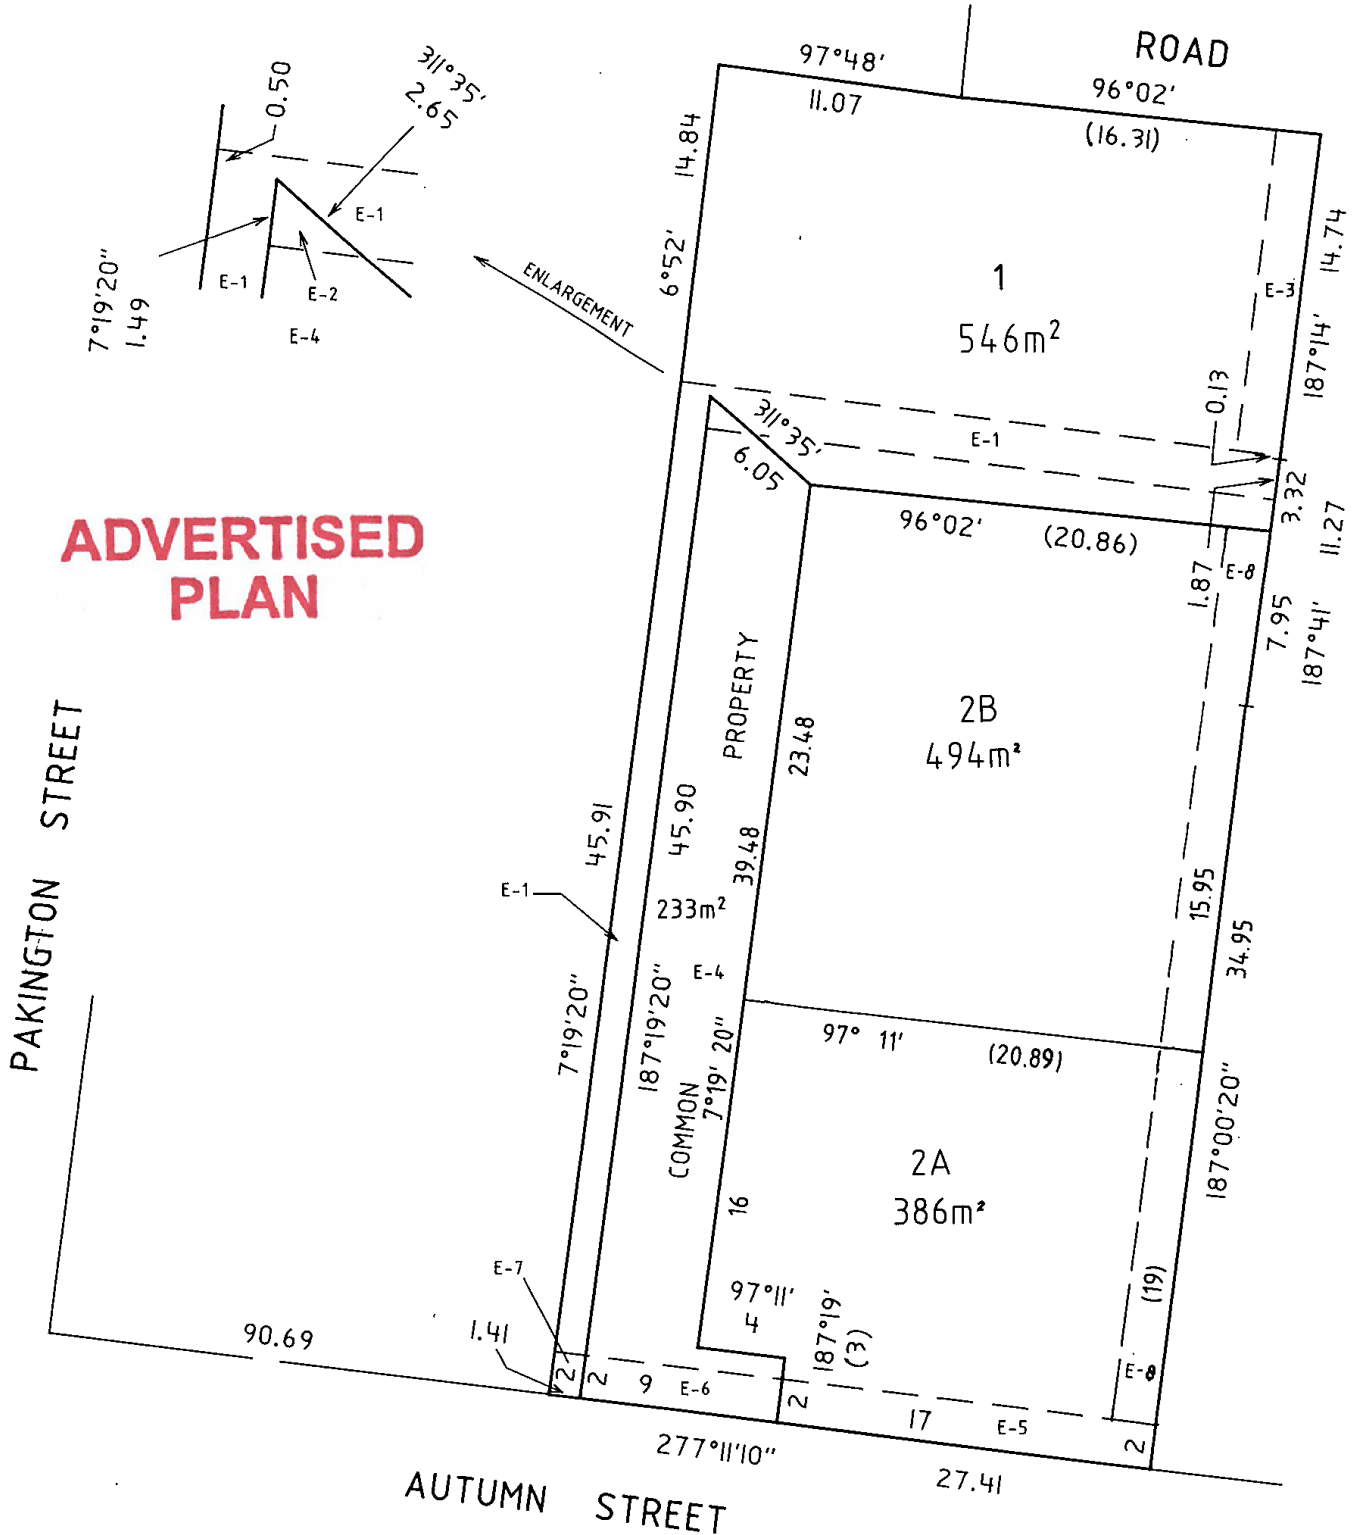 ROAD
97°48'
11.07
96°02'
(16.31)
0.50
311°35'
2.65
E-1
E-1
E-2
E-4
7°19'20"
1.49
ENLARGEMENT
14.84
6°52'
1
546m²
E-3
14.74
187°14'
0.13
E-1
311°35'
6.05
3.32
11.27
96°02'
(20.86)
1.87
E-8
7.95
187°41'
ADVERTISED
PLAN
PAKINGTON STREET
COMMON PROPERTY
2B
494m²
23.48
39.48
45.90
45.91
E-1
233m²
E-4
15.95
34.95
7°19'20"
187°19'20"
7°19' 20"
97° 11'
(20.89)
187°00'20"
2A
386m²
16
(19)
97°11'
4
187°19'
(3)
E-7
1.41
90.69
2
2
9
E-6
2
17
E-5
E-8
2
277°11'10"
27.41
AUTUMN STREET